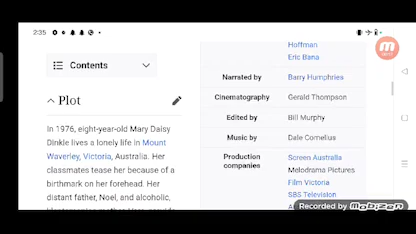 2:35
Contents
Plot
In 1976, eight-year-old Mary Daisy
Dinkle lives a lonely life in Mount
Waverley, Victoria, Australia. Her
classmates tease her because of a
birthmark on her forehead. Her
distant father, Noel, and alcoholic,
Hoffman
Eric Bana
Narrated by Barry Humphries
Cinematography Gerald Thompson
Edited by Bill Murphy
Music by Dale Cornelius
Production Screen Australia
companies Melodrama Pictures
Film Victoria
SBS Television
Recorded by Mobizen